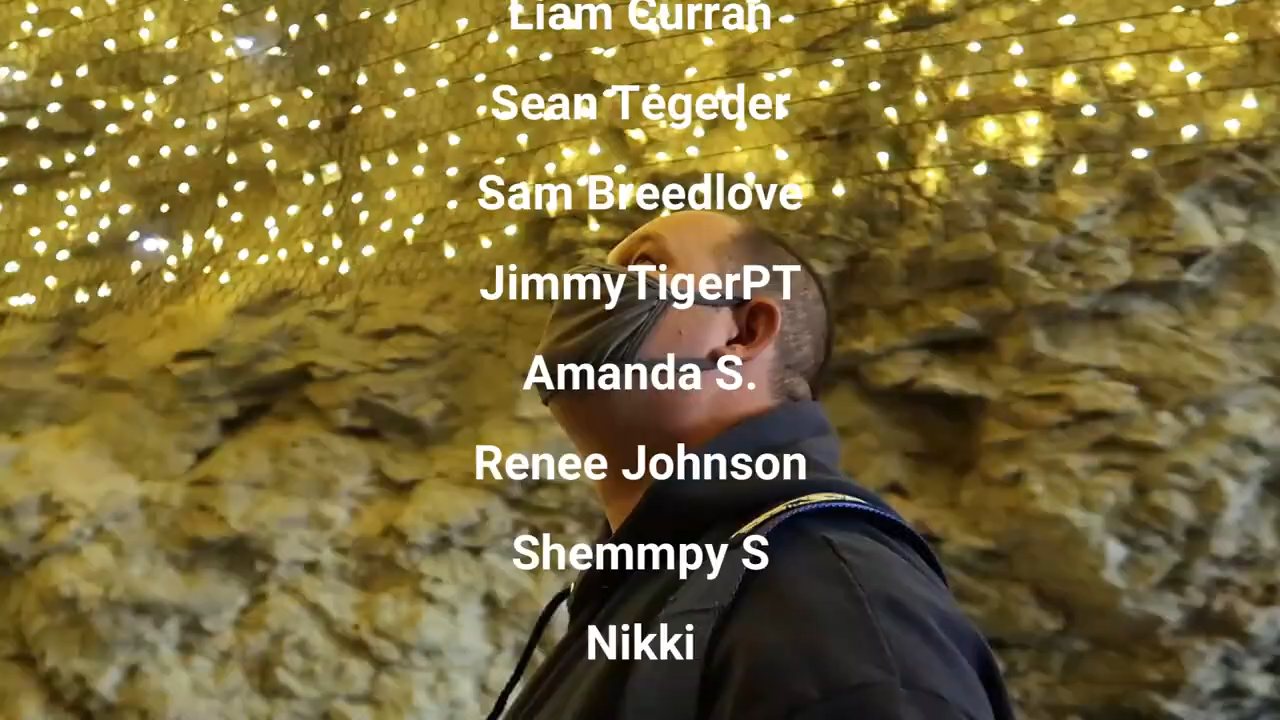 Liam Curran
Sean Tegeder
Sam Breedlove
JimmyTigerPT
Amanda S.
Renee Johnson
Shemmpy S
Nikki